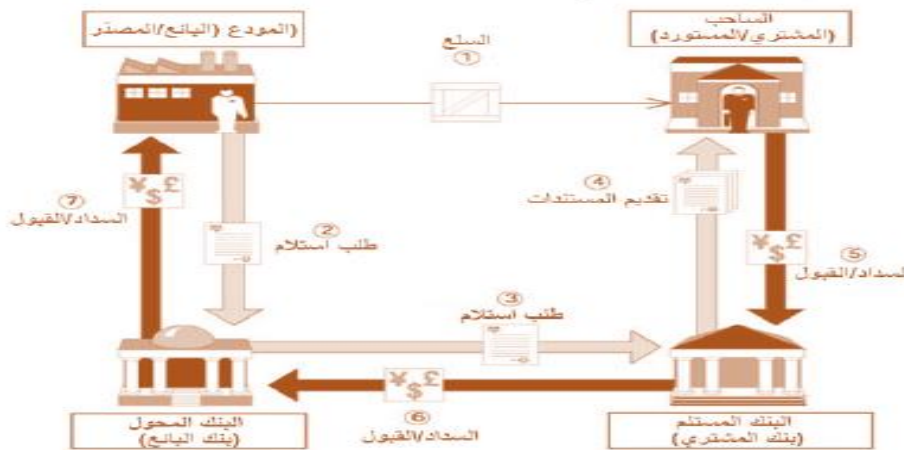 المودع (البائع/المصدر)
الساحب
(المشتري/المستورد)
السلع
①
④
تقديم المستندات
⑦
السداد/القبول
②
طلب استلام
⑤
السداد/القبول
③
طلب استلام
⑥
السداد/القبول
البنك المحول
(بنك البائع)
البنك المستلم
(بنك المشتري)
¥ $ £
¥ $ £
¥ $ £